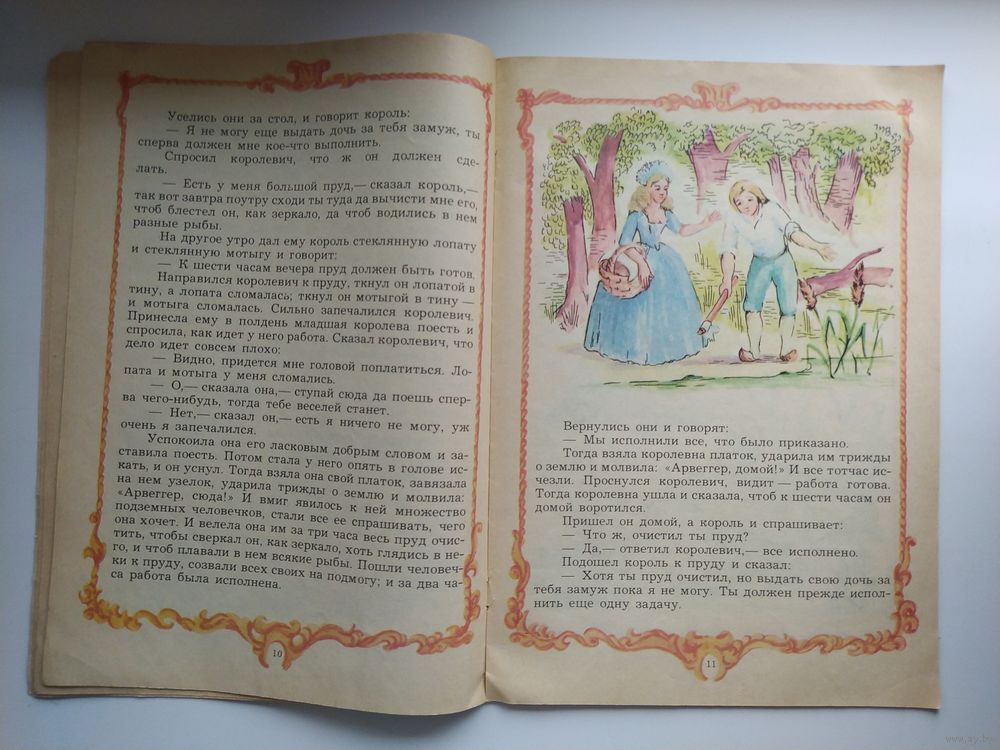 Уселись они за стол, и говорит король:
— Я не могу еще выдать дочь за тебя замуж, ты
сперва должен мне кое-что выполнить.
Спросил королевич, что ж он должен сде-
лать.
— Есть у меня большой пруд,— сказал король,—
так вот завтра поутру сходи ты туда да вычисти мне его,
чтоб блестел он, как зеркало, да чтоб водились в нем
разные рыбы.
На другое утро дал ему король стеклянную лопату
и стеклянную мотыгу и говорит:
— К шести часам вечера пруд должен быть готов.
Направился королевич к пруду, ткнул он лопатой в
тину, а лопата сломалась; ткнул он мотыгой в тину —
и мотыга сломалась. Сильно запечалился королевич.
Принесла ему в полдень младшая королева поесть и
спросила, как идет у него работа. Сказал королевич, что
дело идет совсем плохо:
— Видно, придется мне головой поплатиться. Ло-
пата и мотыга у меня сломались.
— О,— сказала она,— ступай сюда да поешь спер-
ва чего-нибудь, тогда тебе веселей станет.
— Нет,— сказал он,— есть я ничего не могу, уж
очень я запечалился.
Успокоила она его ласковым добрым словом и за-
ставила поесть. Потом стала у него опять в голове ис-
кать, и он уснул. Тогда взяла она свой платок, завязала
на нем узелок, ударила трижды о землю и молвила:
«Арвеггер, сюда!» И вмиг явилось к ней множество
подземных человечков, стали все ее спрашивать, чего
она хочет. И велела она им за три часа весь пруд очис-
тить, чтобы сверкал он, как зеркало, хоть глядись в не-
го, и чтоб плавали в нем всякие рыбы. Пошли человеч-
ки к пруду, созвали всех своих на подмогу; и за два ча-
са работа была исполнена.
10
Вернулись они и говорят:
— Мы исполнили все, что было приказано.
Тогда взяла королевна платок, ударила им трижды
о землю и молвила: «Арвеггер, домой!» И все тотчас ис-
чезли. Проснулся королевич, видит — работа готова.
Тогда королевна ушла и сказала, чтоб к шести часам он
домой воротился.
Пришел он домой, а король и спрашивает:
— Что ж, очистил ты пруд?
— Да,— ответил королевич,— все исполнено.
Подошел король к пруду и сказал:
— Хотя ты пруд очистил, но выдать свою дочь за
тебя замуж пока я не могу. Ты должен прежде испол-
нить еще одну задачу.
11
www.ay.by